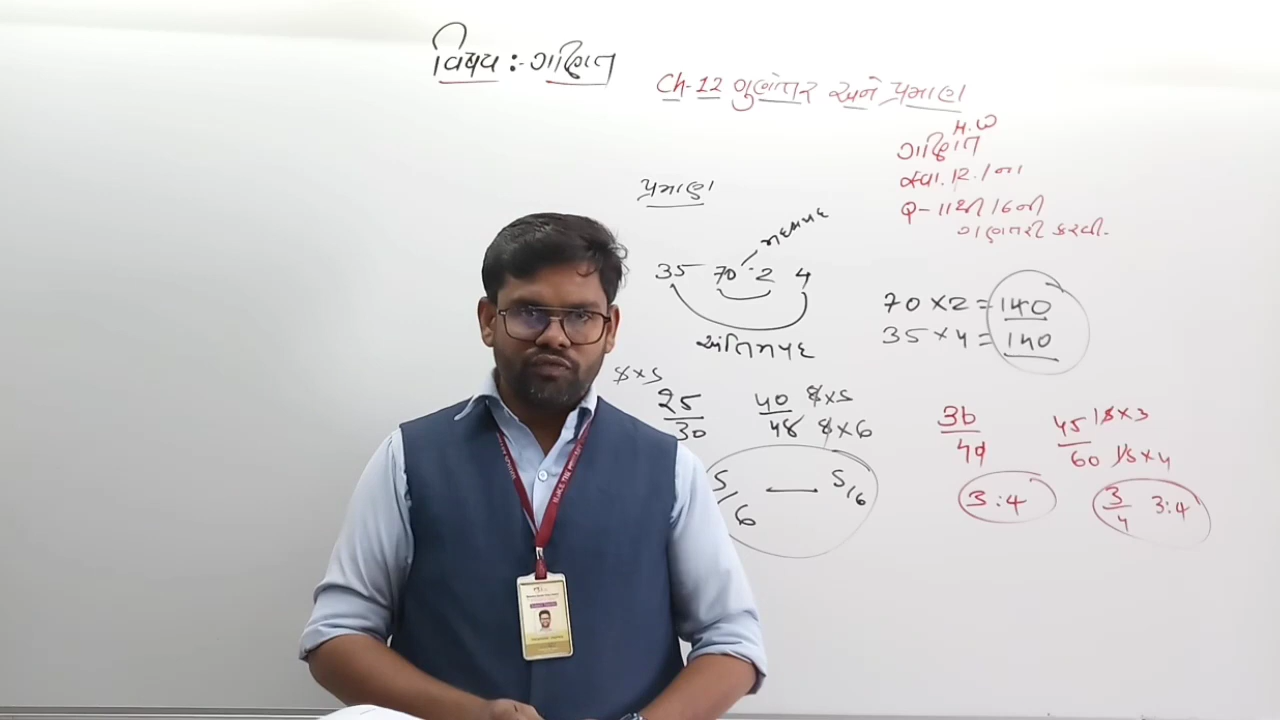 વિષય :- ગણિત
Ch-12 ગુણોત્તર અને પ્રમાણ
H.W
ગણિત
સ્વા. 12.1 ના
Q- 11 થી 16 ની
ગણતરી કરવી.
પ્રમાણ
મધ્યપદ
35 70 2 4
અંતિમપદ
70 × 2 = 140
35 × 4 = 140
5 × 5
25
30
40 8 × 5
48 8 × 6
5/6 5/6
36
3 : 4
45 15 × 3
60 15 × 4
3/4 3:4